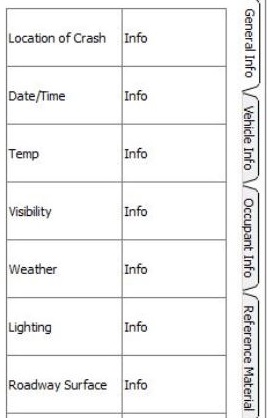 Location of Crash Info
Date/Time Info
Temp Info
Visibility Info
Weather Info
Lighting Info
Roadway Surface Info
General Info
Vehicle Info
Occupant Info
Reference Material